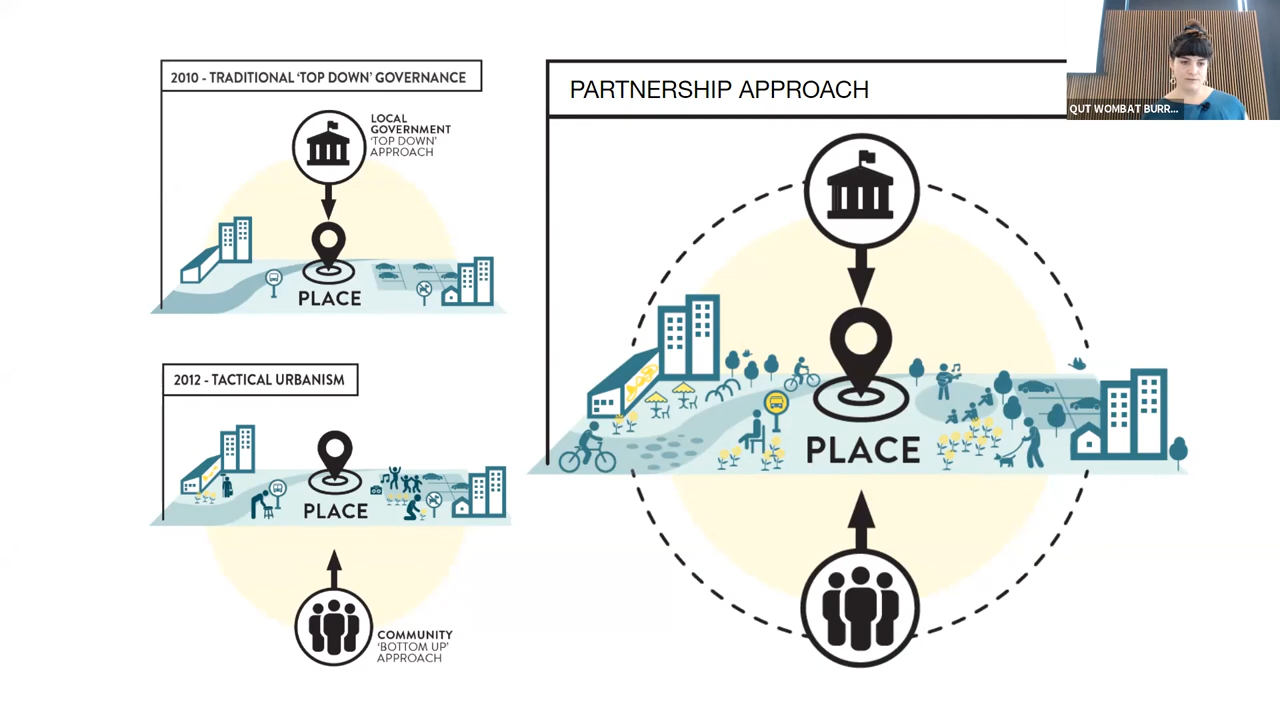 2010 - TRADITIONAL 'TOP DOWN' GOVERNANCE
LOCAL
GOVERNMENT
'TOP DOWN'
APPROACH
PLACE
2012 - TACTICAL URBANISM
PLACE
COMMUNITY
'BOTTOM UP'
APPROACH
PARTNERSHIP APPROACH
PLACE
QUT WOMBAT BURR...